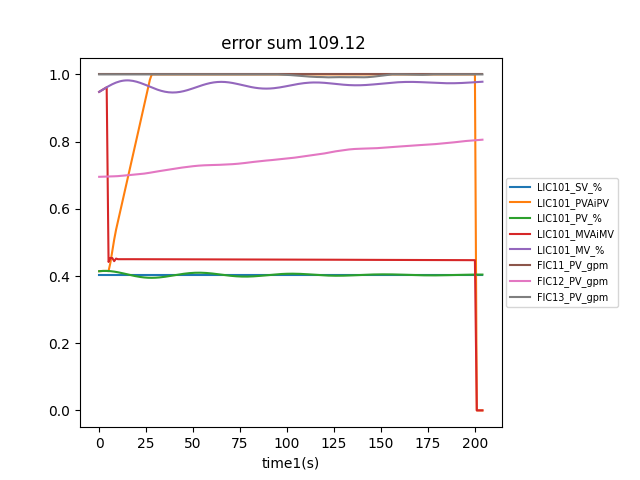 error sum 109.12
1.0
0.8
0.6
0.4
0.2
0.0
0 25 50 75 100 125 150 175 200
time1(s)
LIC101_SV_%
LIC101_PVAiPV
LIC101_PV_%
LIC101_MVAiMV
LIC101_MV_%
FIC11_PV_gpm
FIC12_PV_gpm
FIC13_PV_gpm